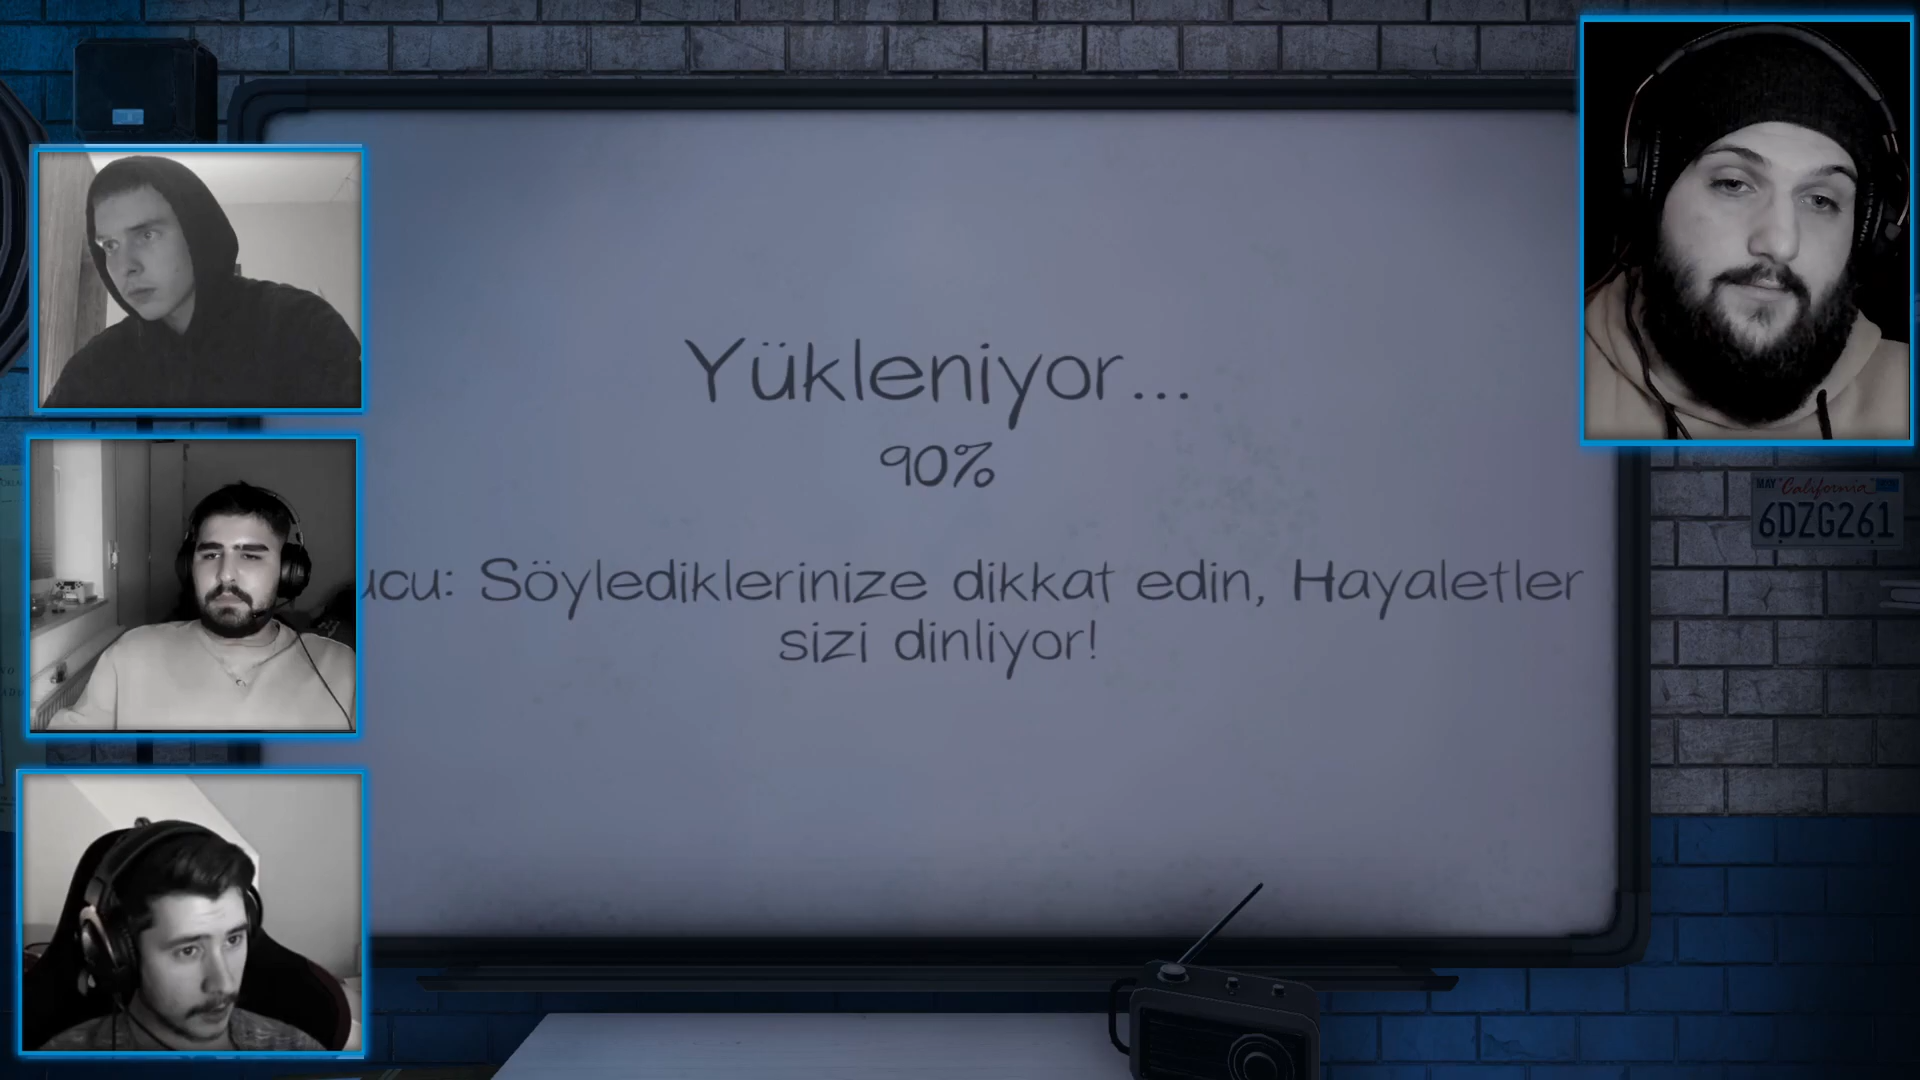 Yükleniyor...
90%
ucu: Söylediklerinize dikkat edin, Hayaletler
sizi dinliyor!
MAY California
6DZG261